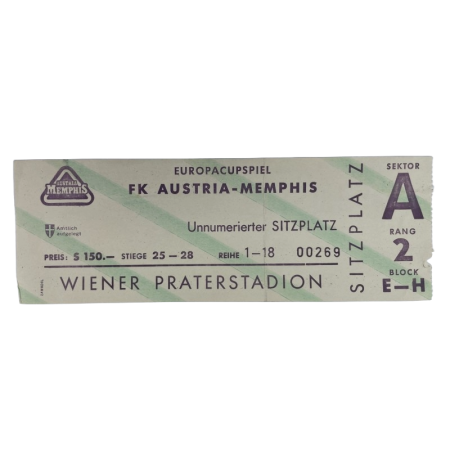 EUROPACUPSPIEL
FK AUSTRIA-MEMPHIS
AUSTRIA
MEMPHIS
Unnumerierter SITZPLATZ
Amtlich
PREIS: S 150.— STIEGE 25 – 28 REIHE 1–18 00269
WIENER PRATERSTADION
SITZPLATZ
SEKTOR
A
RANG
2
BLOCK
E—H